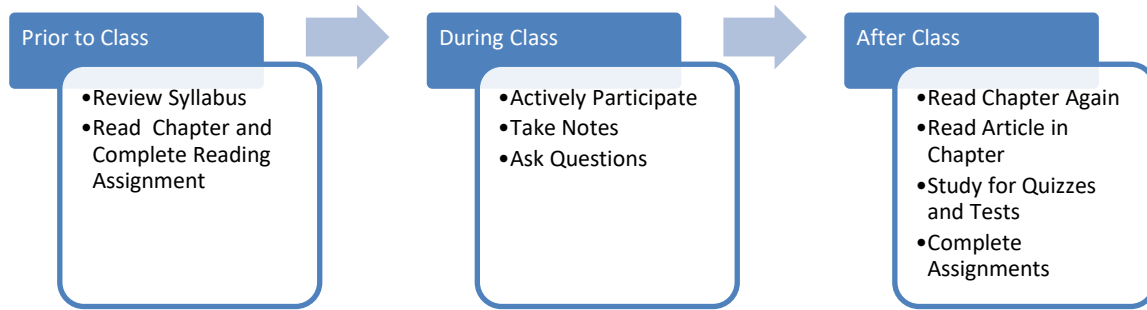 Prior to Class
•Review Syllabus
•Read  Chapter and
Complete Reading
Assignment
During Class
•Actively Participate
•Take Notes
•Ask Questions
After Class
•Read Chapter Again
•Read Article in
Chapter
•Study for Quizzes
and Tests
•Complete
Assignments